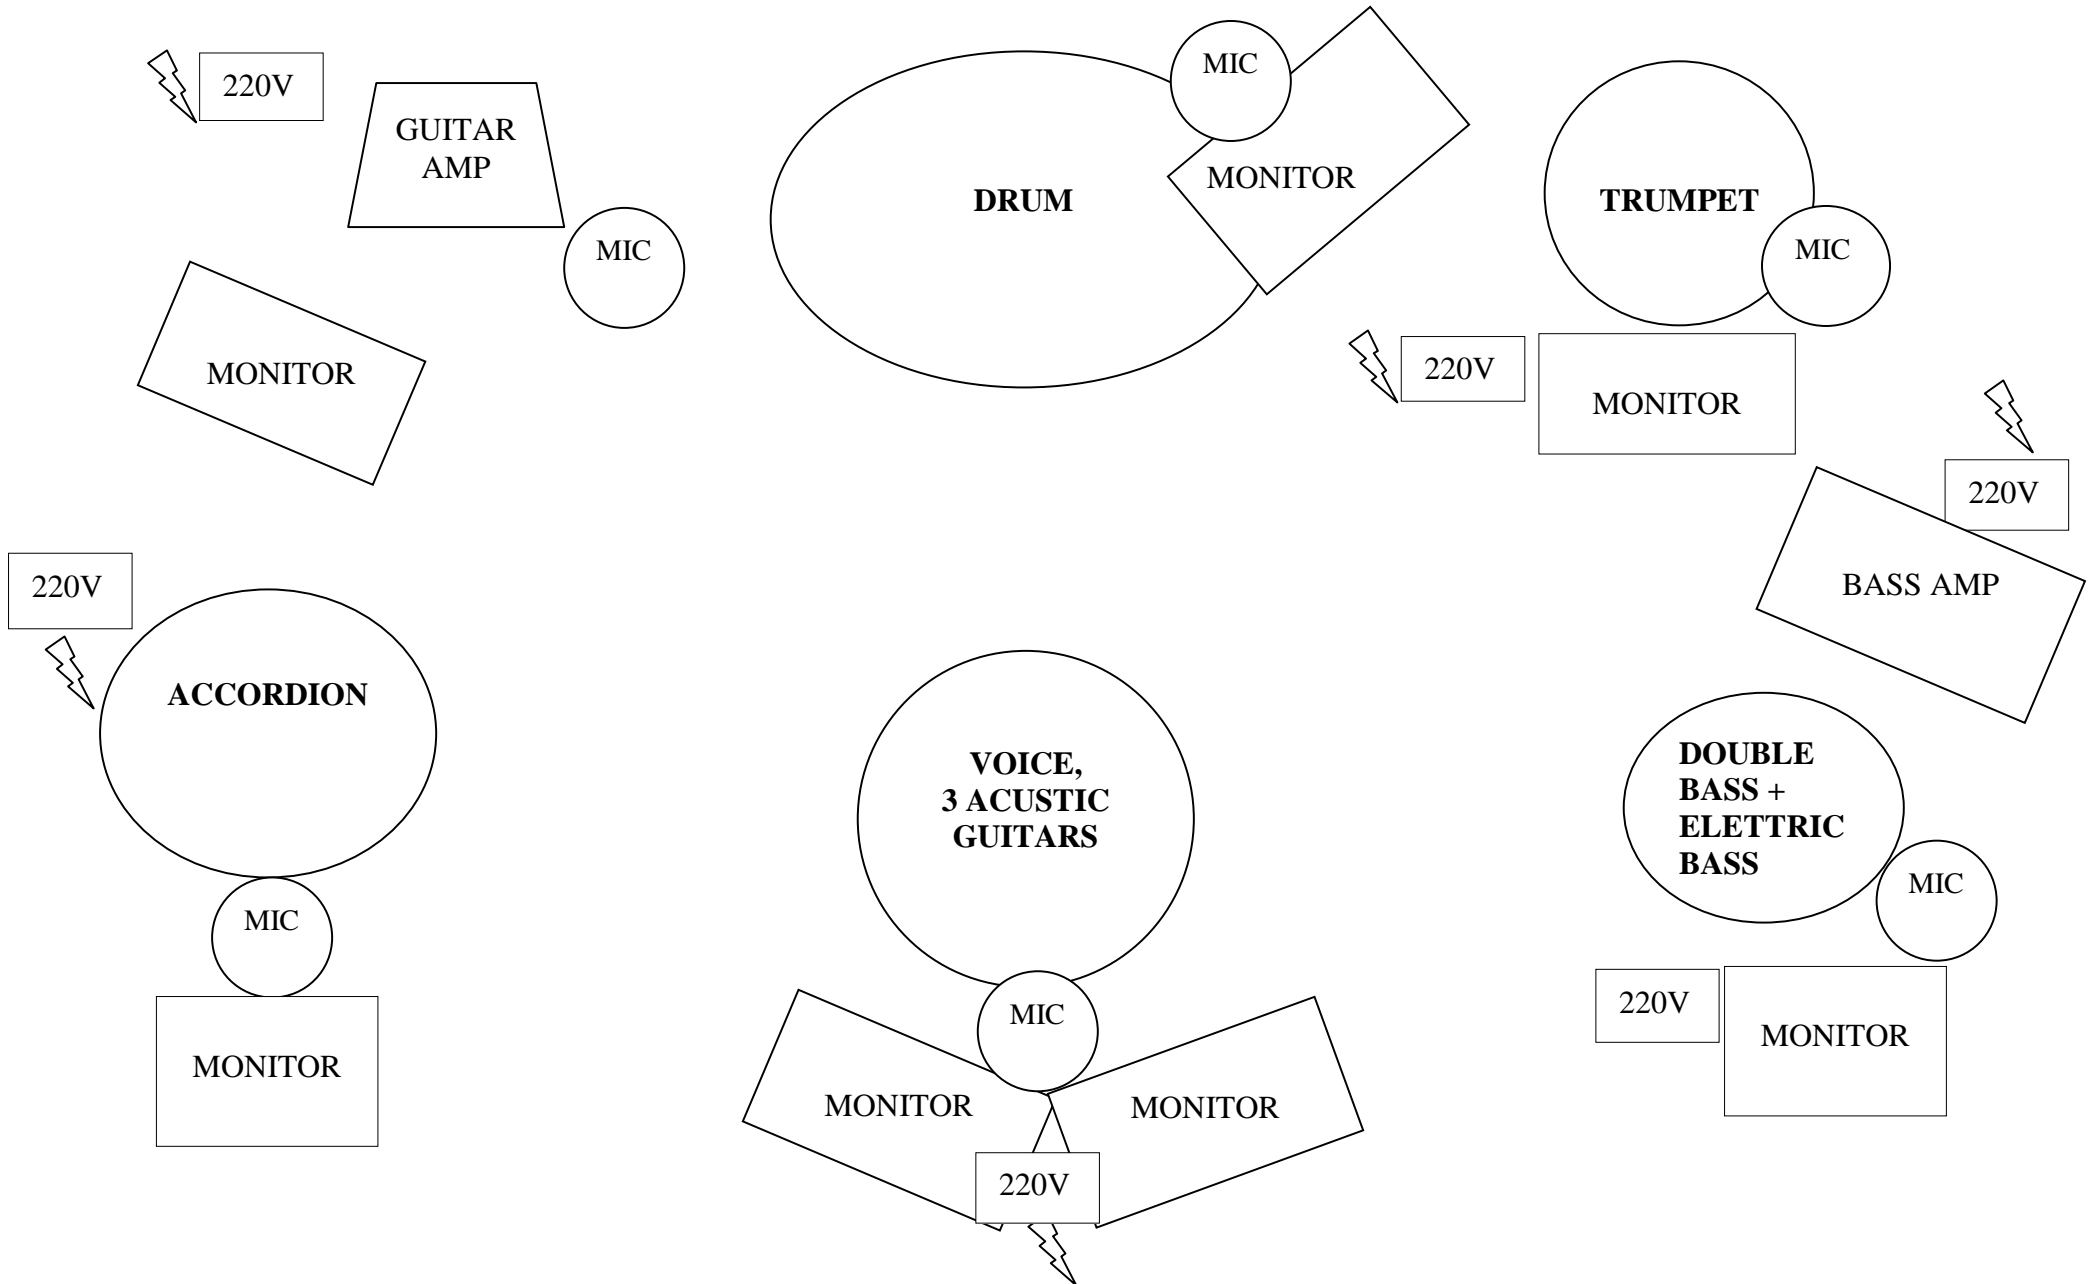 MIC
220V
GUITAR
AMP
MONITOR
DRUM
TRUMPET
MIC
MIC
220V
MONITOR
MONITOR
220V
220V
BASS AMP
ACCORDION
VOICE,
3 ACUSTIC
GUITARS
DOUBLE
BASS +
ELETTRIC
BASS
MIC
MIC
MIC
220V
MONITOR
MONITOR
MONITOR
MONITOR
220V